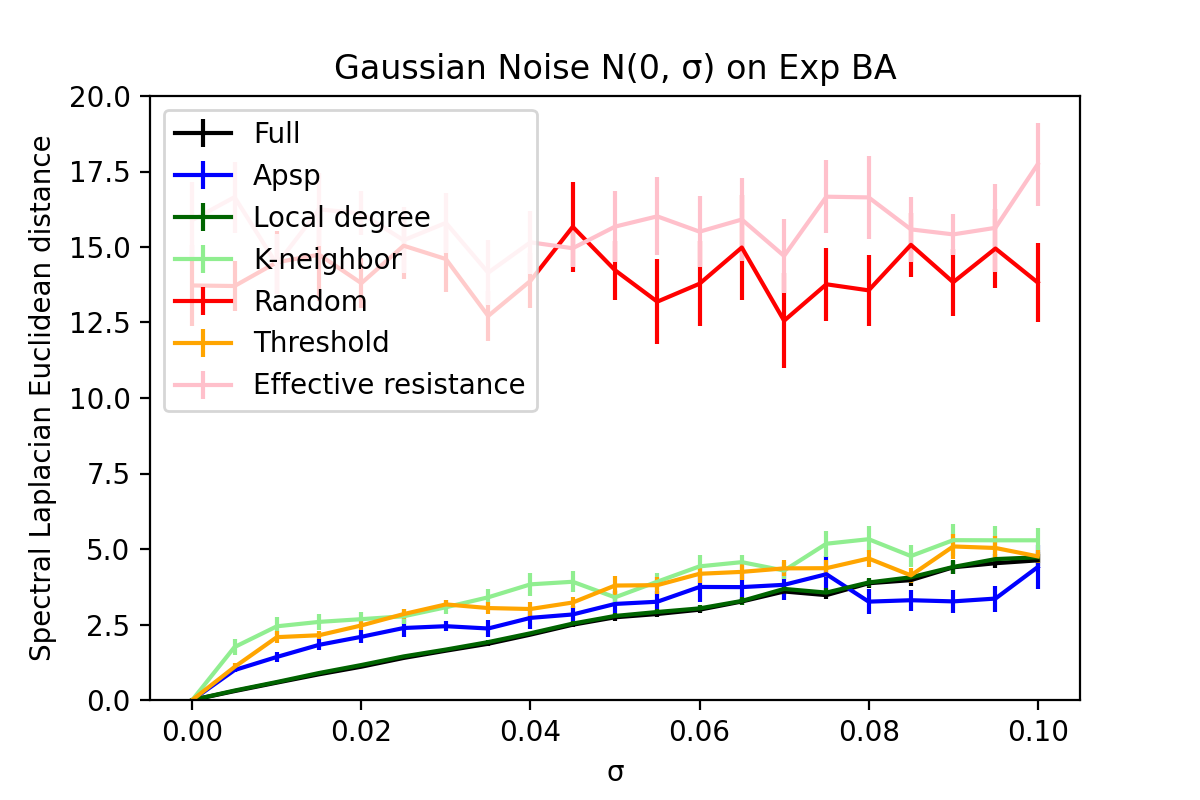 Gaussian Noise N(0, σ) on Exp BA
Spectral Laplacian Euclidean distance
20.0
17.5
15.0
12.5
10.0
7.5
5.0
2.5
0.0
Full
Apsp
Local degree
K-neighbor
Random
Threshold
Effective resistance
0.00 0.02 0.04 0.06 0.08 0.10
σ